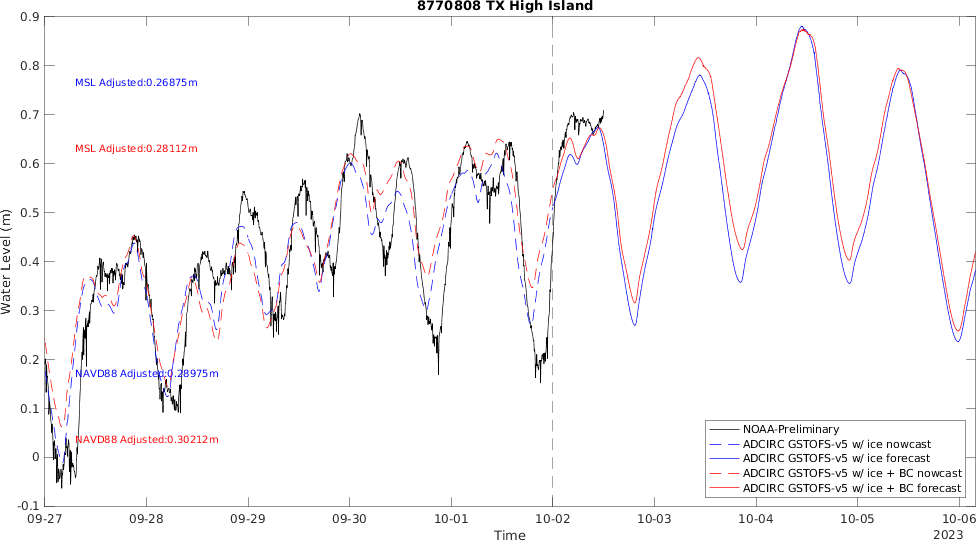 8770808 TX High Island
0.9
0.8
0.7
0.6
0.5
0.4
0.3
0.2
0.1
0
-0.1
Water Level (m)
MSL Adjusted:0.26875m
MSL Adjusted:0.28112m
NAVD88 Adjusted:0.28975m
NAVD88 Adjusted:0.30212m
NOAA-Preliminary
ADCIRC GSTOFS-v5 w/ ice nowcast
ADCIRC GSTOFS-v5 w/ ice forecast
ADCIRC GSTOFS-v5 w/ ice + BC nowcast
ADCIRC GSTOFS-v5 w/ ice + BC forecast
09-27 09-28 09-29 09-30 10-01 10-02 10-03 10-04 10-05 10-06
Time
2023